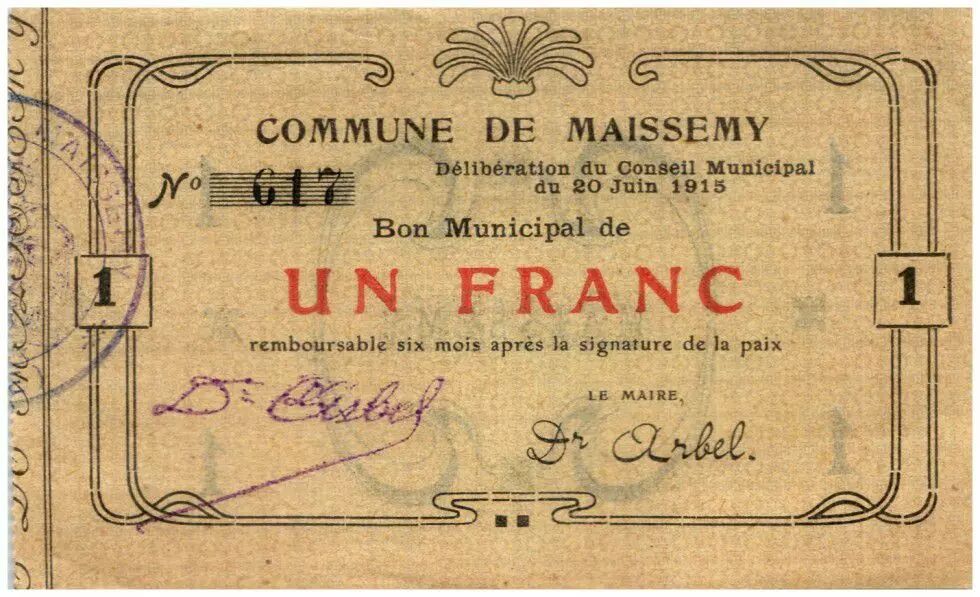 COMMUNE DE MAISSEMY
Délibération du Conseil Municipal
du 20 Juin 1915
No 617
Bon Municipal de
UN FRANC
1
1
remboursable six mois après la signature de la paix
LE MAIRE,
Dr Arbel.
MAISSEMY